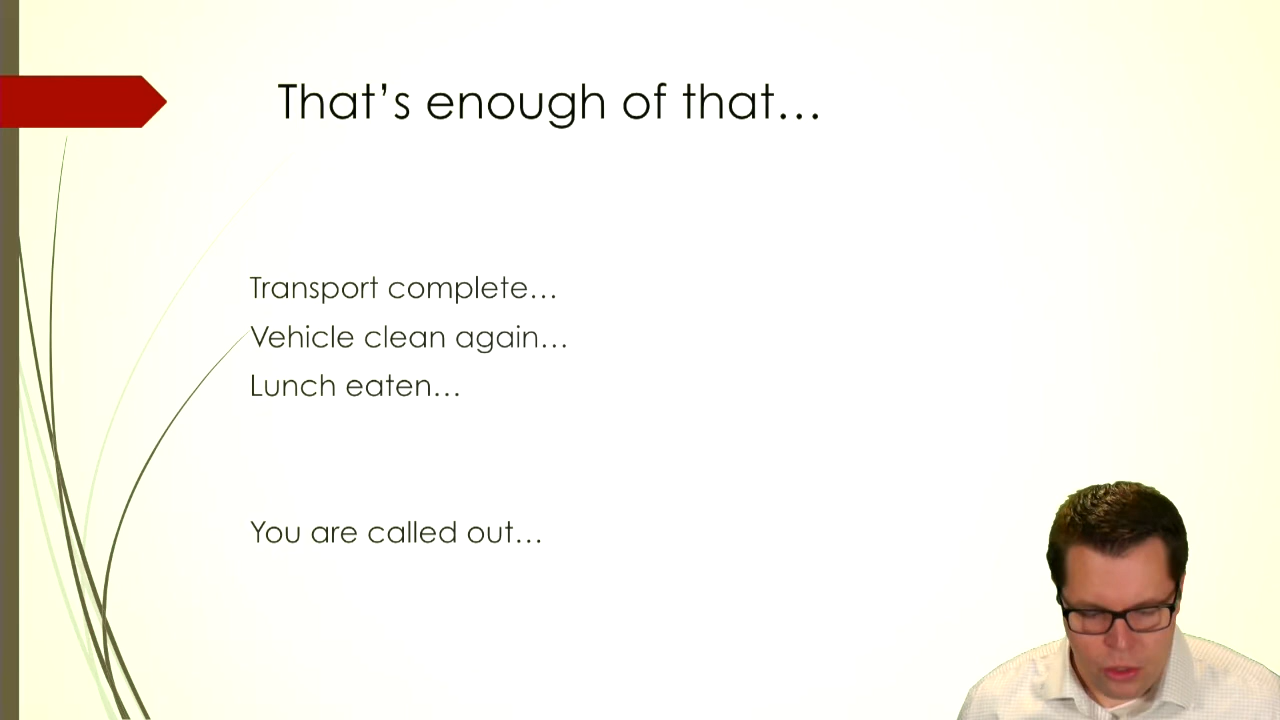 That’s enough of that…
Transport complete…
Vehicle clean again…
Lunch eaten…
You are called out…